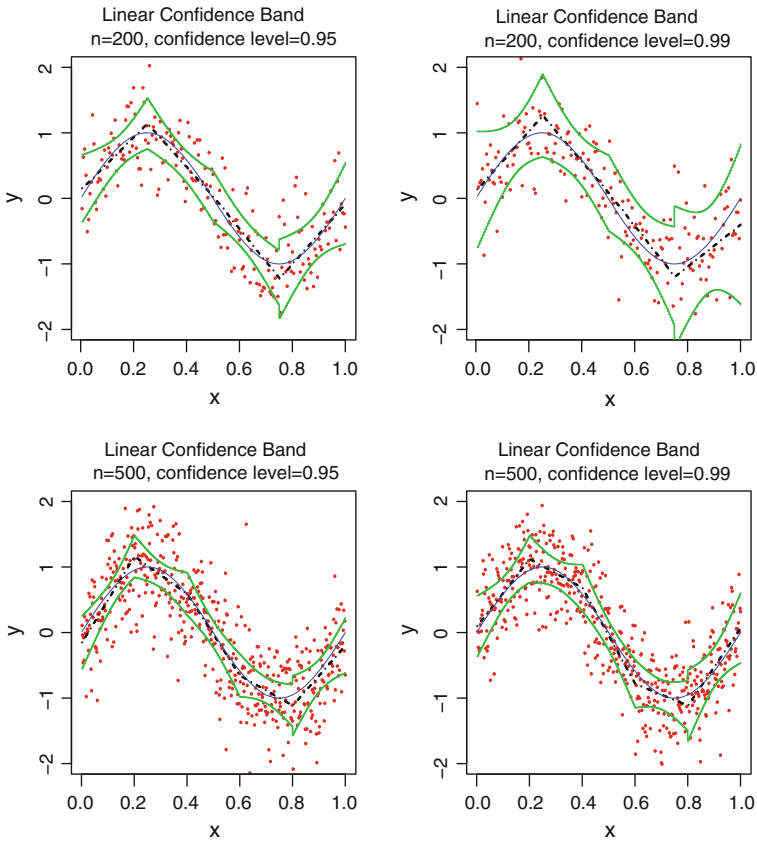 Linear Confidence Band
n=200, confidence level=0.95
2
1
0
−1
−2
y
0.0 0.2 0.4 0.6 0.8 1.0
x
Linear Confidence Band
n=200, confidence level=0.99
2
1
0
−1
−2
y
0.0 0.2 0.4 0.6 0.8 1.0
x
Linear Confidence Band
n=500, confidence level=0.95
2
1
0
−1
−2
y
0.0 0.2 0.4 0.6 0.8 1.0
x
Linear Confidence Band
n=500, confidence level=0.99
2
1
0
−1
−2
y
0.0 0.2 0.4 0.6 0.8 1.0
x